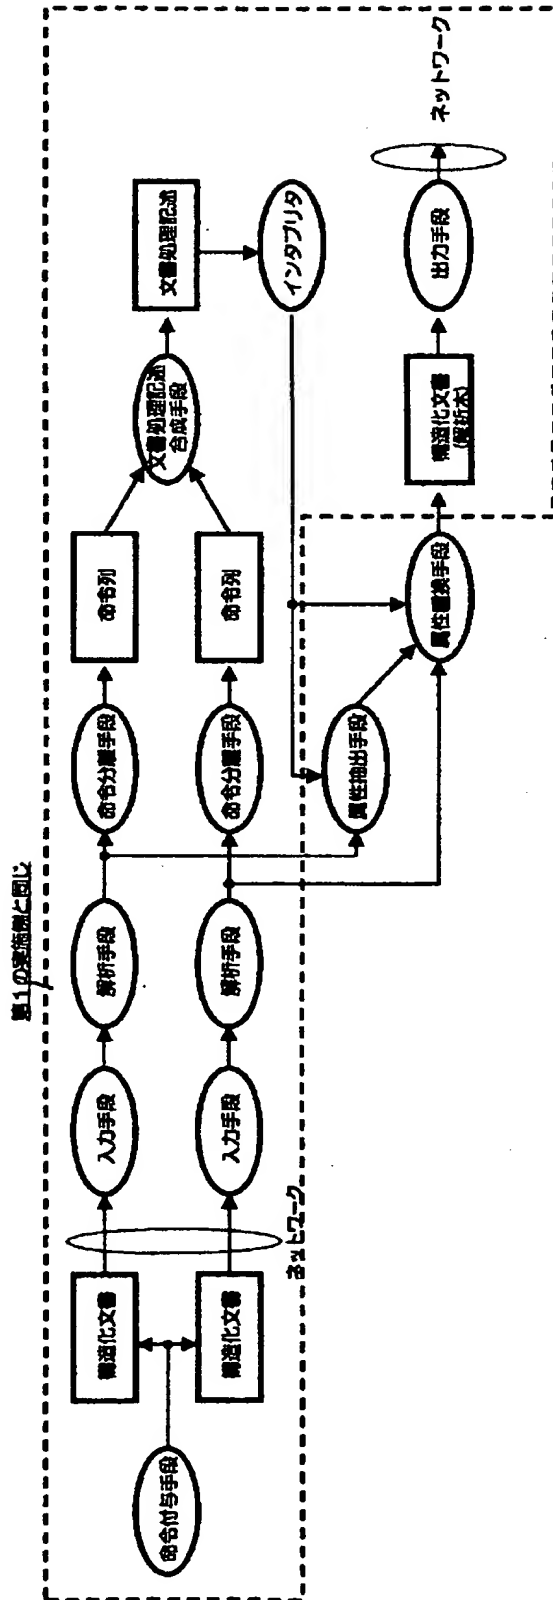 第1の実施例と同じ
命令付与手段
構造化文書
構造化文書
ネットワーク
入力手段
入力手段
解析手段
解析手段
命令分離手段
命令分離手段
命令列
命令列
文書処理記述
合成手段
文書処理記述
インタプリタ
属性抽出手段
属性置換手段
構造化文書
(解析木)
出力手段
ネットワーク